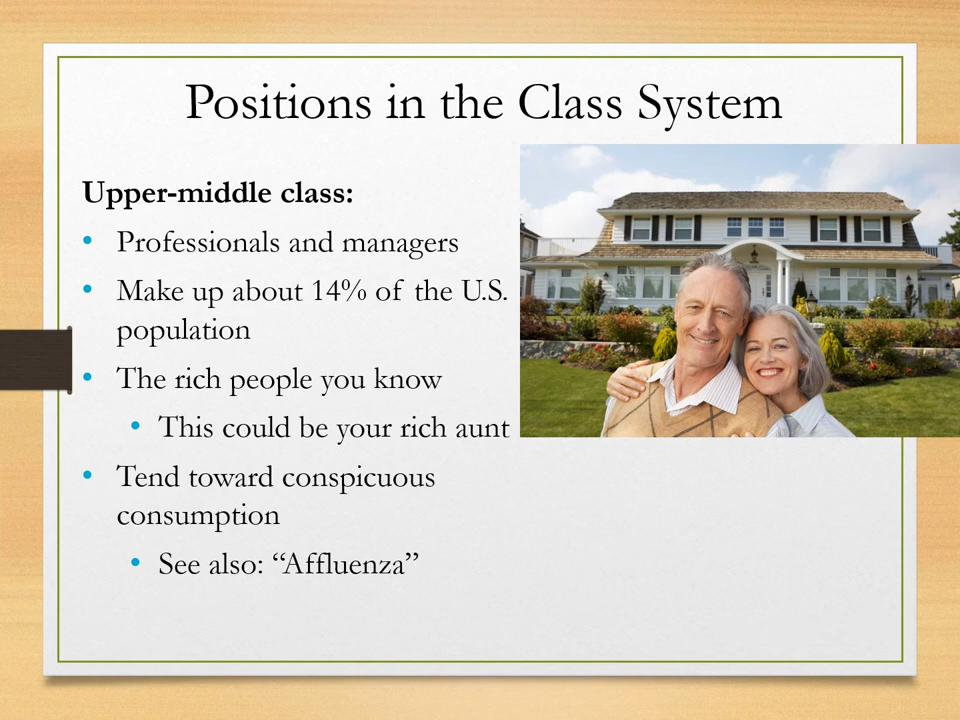 Positions in the Class System
Upper-middle class:
• Professionals and managers
• Make up about 14% of the U.S.
population
• The rich people you know
• This could be your rich aunt
• Tend toward conspicuous
consumption
• See also: “Affluenza”